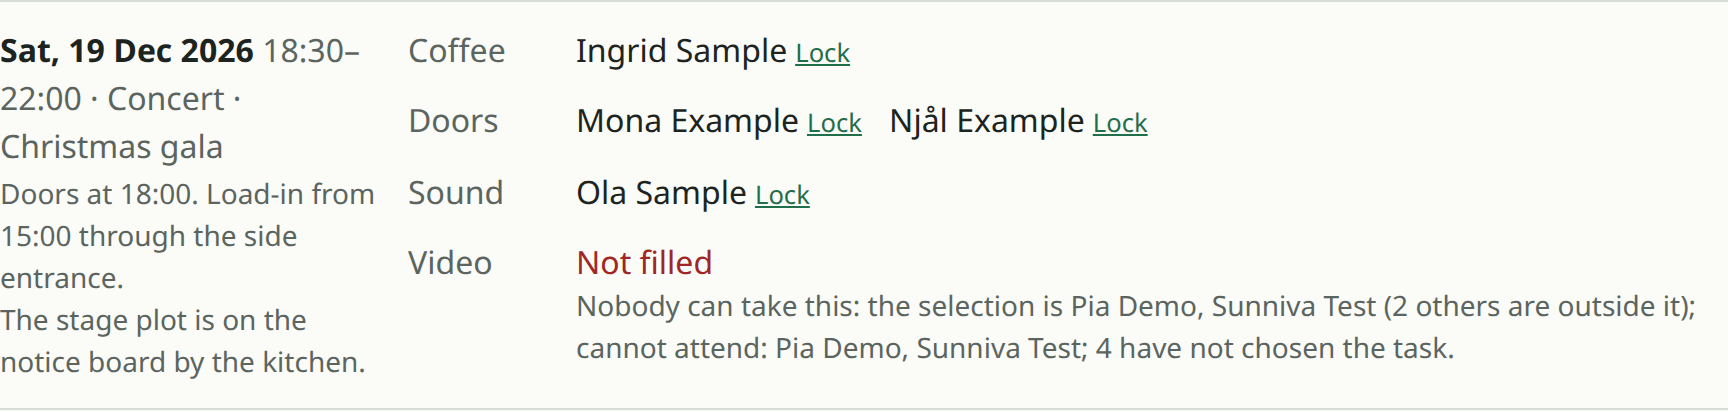 Sat, 19 Dec 2026 18:30–
22:00 · Concert ·
Christmas gala
Doors at 18:00. Load-in from
15:00 through the side
entrance.
The stage plot is on the
notice board by the kitchen.
Coffee Ingrid Sample Lock
Doors Mona Example Lock Njål Example Lock
Sound Ola Sample Lock
Video Not filled
Nobody can take this: the selection is Pia Demo, Sunniva Test (2 others are outside it);
cannot attend: Pia Demo, Sunniva Test; 4 have not chosen the task.